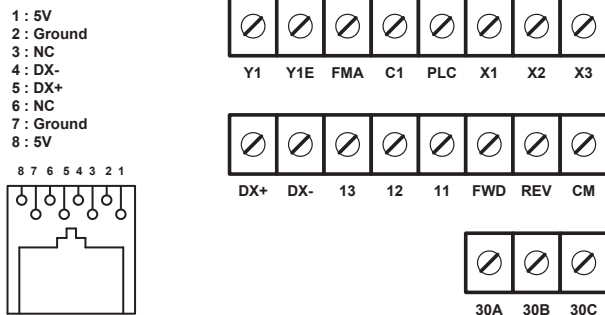 1 : 5V
2 : Ground
3 : NC
4 : DX-
5 : DX+
6 : NC
7 : Ground
8 : 5V
8 7 6 5 4 3 2 1
Y1 Y1E FMA C1 PLC X1 X2 X3
DX+ DX- 13 12 11 FWD REV CM
30A 30B 30C